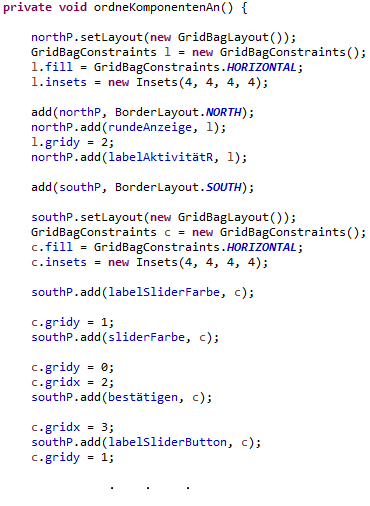 private void ordneKomponentenAn() {
northP.setLayout(new GridBagLayout());
GridBagConstraints l = new GridBagConstraints();
l.fill = GridBagConstraints.HORIZONTAL;
l.insets = new Insets(4, 4, 4, 4);
add(northP, BorderLayout.NORTH);
northP.add(rundeAnzeige, l);
l.gridy = 2;
northP.add(labelAktivitätR, l);
add(southP, BorderLayout.SOUTH);
southP.setLayout(new GridBagLayout());
GridBagConstraints c = new GridBagConstraints();
c.fill = GridBagConstraints.HORIZONTAL;
c.insets = new Insets(4, 4, 4, 4);
southP.add(labelSliderFarbe, c);
c.gridy = 1;
southP.add(sliderFarbe, c);
c.gridy = 0;
c.gridx = 2;
southP.add(bestätigen, c);
c.gridx = 3;
southP.add(labelSliderButton, c);
c.gridy = 1;
. . .